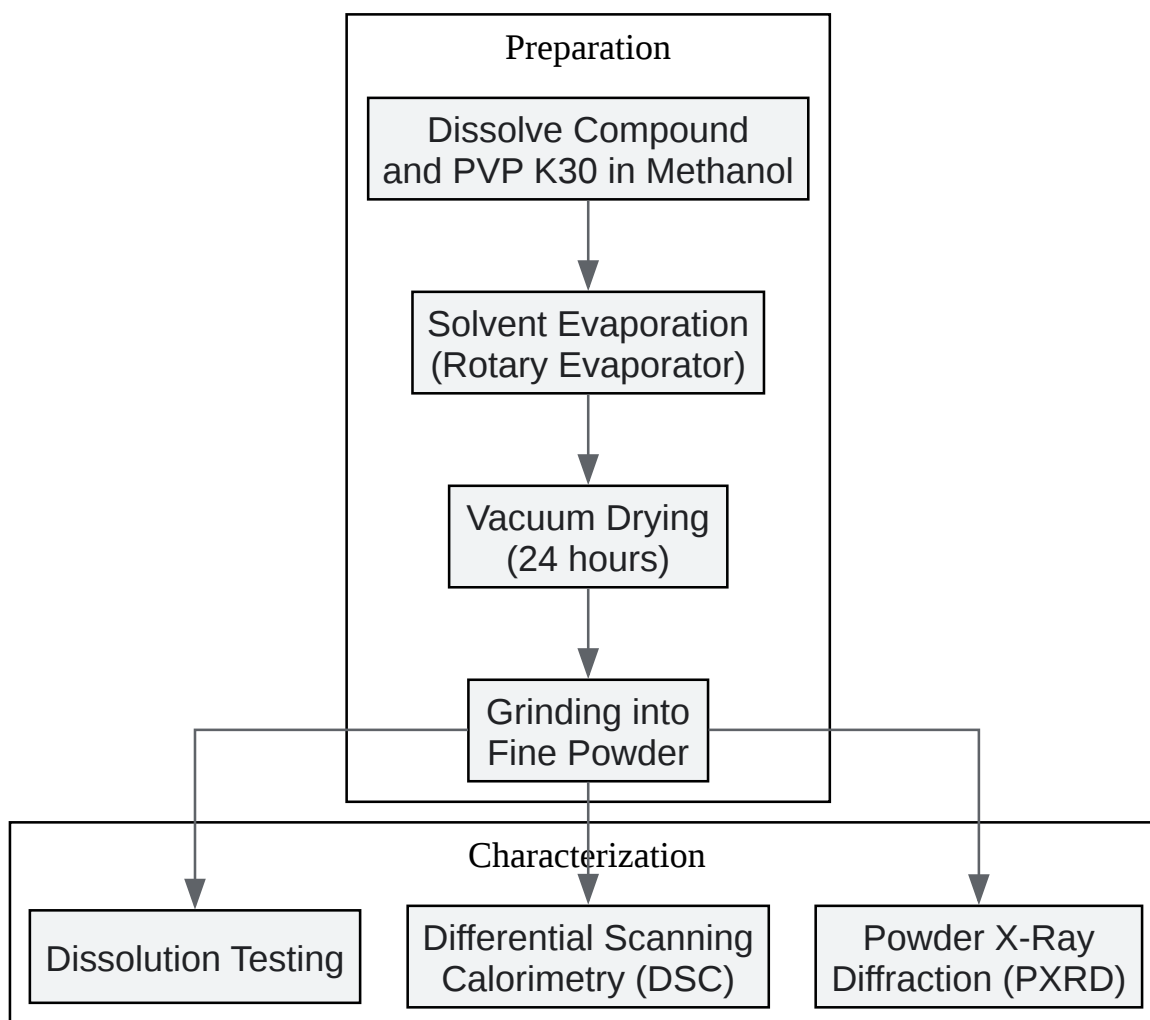 Preparation
Dissolve Compound
and PVP K30 in Methanol
Solvent Evaporation
(Rotary Evaporator)
Vacuum Drying
(24 hours)
Grinding into
Fine Powder
Characterization
Dissolution Testing
Differential Scanning
Calorimetry (DSC)
Powder X-Ray
Diffraction (PXRD)